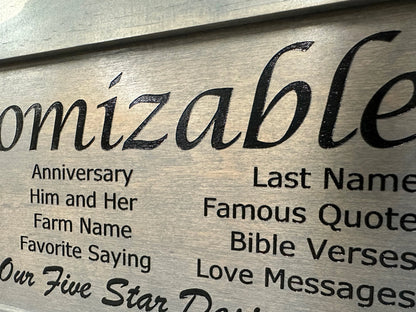 omizable
Anniversary
Him and Her
Farm Name
Favorite Saying
Last Name
Famous Quote
Bible Verses
Love Messages
Our Five Star